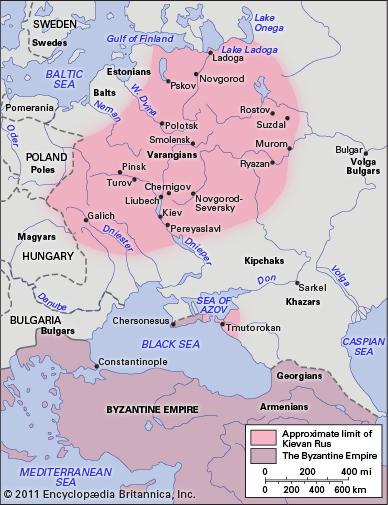 SWEDEN
Swedes
Lake
Onega
Gulf of Finland
Lake Ladoga
Ladoga
BALTIC
SEA
Estonians
Novgorod
Pskov
Balts
W. Dvina
Neman
Pomerania
Rostov
Suzdal
Oder
Polotsk
Smolensk
Murom
Varangians
Bulgar
Volga
Bulgars
POLAND
Poles
Ryazan
Pinsk
Turov
Chernigov
Liubech
Novgorod-
Seversky
Galich
Kiev
Pereyaslavl
Magyars
Dniester
Dnieper
HUNGARY
Kipchaks
Volga
Don
Sarkel
Khazars
Danube
SEA OF
AZOV
BULGARIA
Bulgars
Chersonesus
Tmutorokan
BLACK SEA
CASPIAN
SEA
Constantinople
Georgians
BYZANTINE EMPIRE
Armenians
Approximate limit of
Kievan Rus
The Byzantine Empire
0 200 400 mi
0 200 400 600 km
MEDITERRANEAN
SEA
© 2011 Encyclopædia Britannica, Inc.